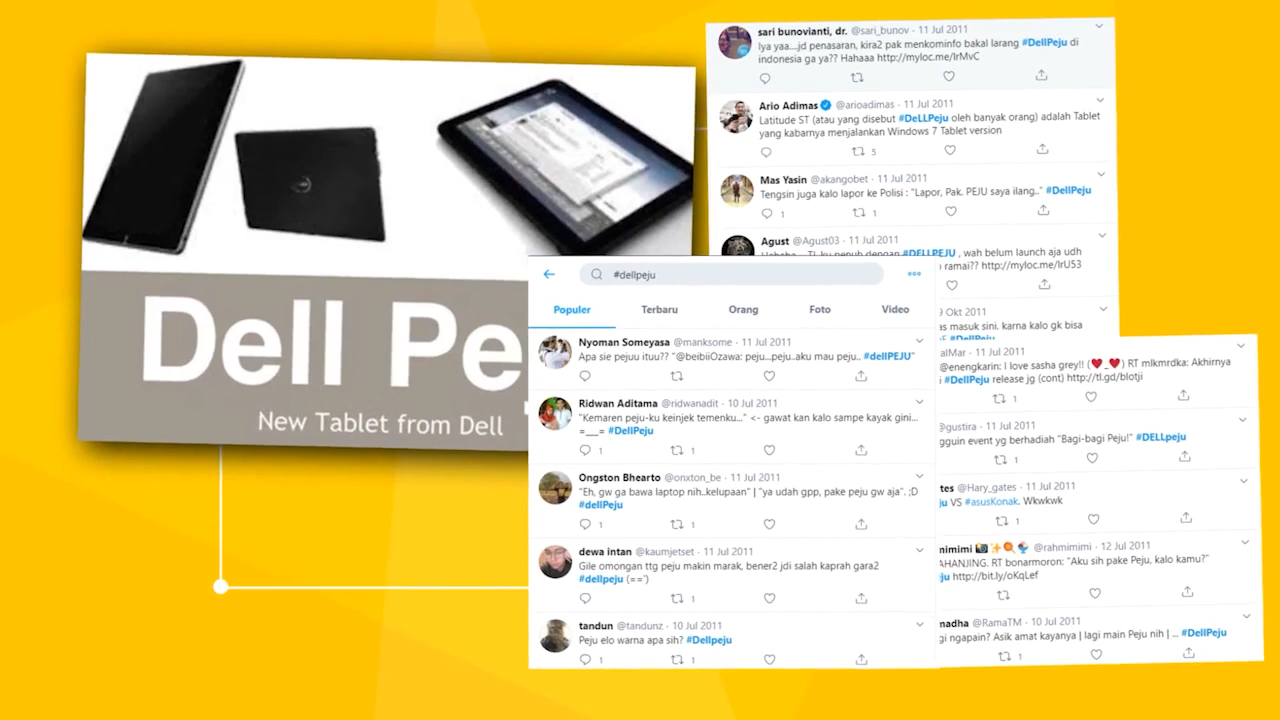 Dell Pe
New Tablet from Dell
sari bunovianti, dr. @sari_bunov · 11 Jul 2011
Iya yaa....jd penasaran, kira2 pak menkominfo bakal larang #DellPeju di
indonesia ga ya?? Hahaaa http://myloc.me/lrMvC
Ario Adimas @arioadimas · 11 Jul 2011
Latitude ST (atau yang disebut #DeLLPeju oleh banyak orang) adalah Tablet
yang kabarnya menjalankan Windows 7 Tablet version
5
Mas Yasin @akangobet · 11 Jul 2011
Tengsin juga kalo lapor ke Polisi : "Lapor, Pak. PEJU saya ilang.." #DellPeju
1 1
Agust @Agust03 · 11 Jul 2011
TL ku penuh dengan #DELLPEJU , wah belum launch aja udh
ramai?? http://myloc.me/lrU53
9 Okt 2011
as masuk sini. karna kalo gk bisa
#DellPeju
#dellpeju
Populer Terbaru Orang Foto Video
Nyoman Someyasa @manksome · 11 Jul 2011
Apa sie pejuu ituu?? "@beibiiOzawa: peju...peju..aku mau peju.. #dellPEJU"
Ridwan Aditama @ridwanadit · 10 Jul 2011
"Kemaren peju-ku keinjek temenku..." <- gawat kan kalo sampe kayak gini...
=___= #DellPeju
1 1
Ongston Bhearto @onxton_be · 11 Jul 2011
"Eh, gw ga bawa laptop nih..kelupaan" | "ya udah gpp, pake peju gw aja". ;D
#dellPeju
1 1
dewa intan @kaumjetset · 11 Jul 2011
Gile omongan ttg peju makin marak, bener2 jdi salah kaprah gara2
#dellpeju (==')
1
tandun @tandunz · 10 Jul 2011
Peju elo warna apa sih? #Dellpeju
1 1
alMar · 11 Jul 2011
@enengkarin: I love sasha grey!! (♥_♥) RT mlkmrdka: Akhirnya
i #DellPeju release jg (cont) http://tl.gd/blotji
1
@gustira · 11 Jul 2011
gguin event yg berhadiah "Bagi-bagi Peju!" #DELLpeju
1
tes @Hary_gates · 11 Jul 2011
ju VS #asusKonak. Wkwkwk
1
nimimi @rahmimimi · 12 Jul 2011
AHANJING. RT bonarmoron: "Aku sih pake Peju, kalo kamu?"
ju http://bit.ly/oKqLef
madha @RamaTM · 10 Jul 2011
gi ngapain? Asik amat kayanya | lagi main Peju nih | ... #DellPeju
1